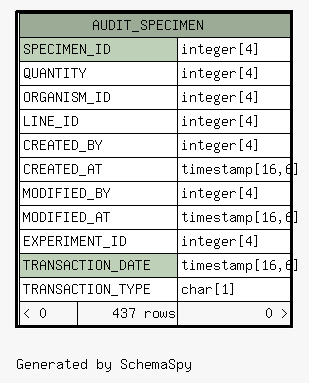 AUDIT_SPECIMEN
SPECIMEN_ID integer[4]
QUANTITY integer[4]
ORGANISM_ID integer[4]
LINE_ID integer[4]
CREATED_BY integer[4]
CREATED_AT timestamp[16,6]
MODIFIED_BY integer[4]
MODIFIED_AT timestamp[16,6]
EXPERIMENT_ID integer[4]
TRANSACTION_DATE timestamp[16,6]
TRANSACTION_TYPE char[1]
< 0 437 rows 0 >
Generated by SchemaSpy